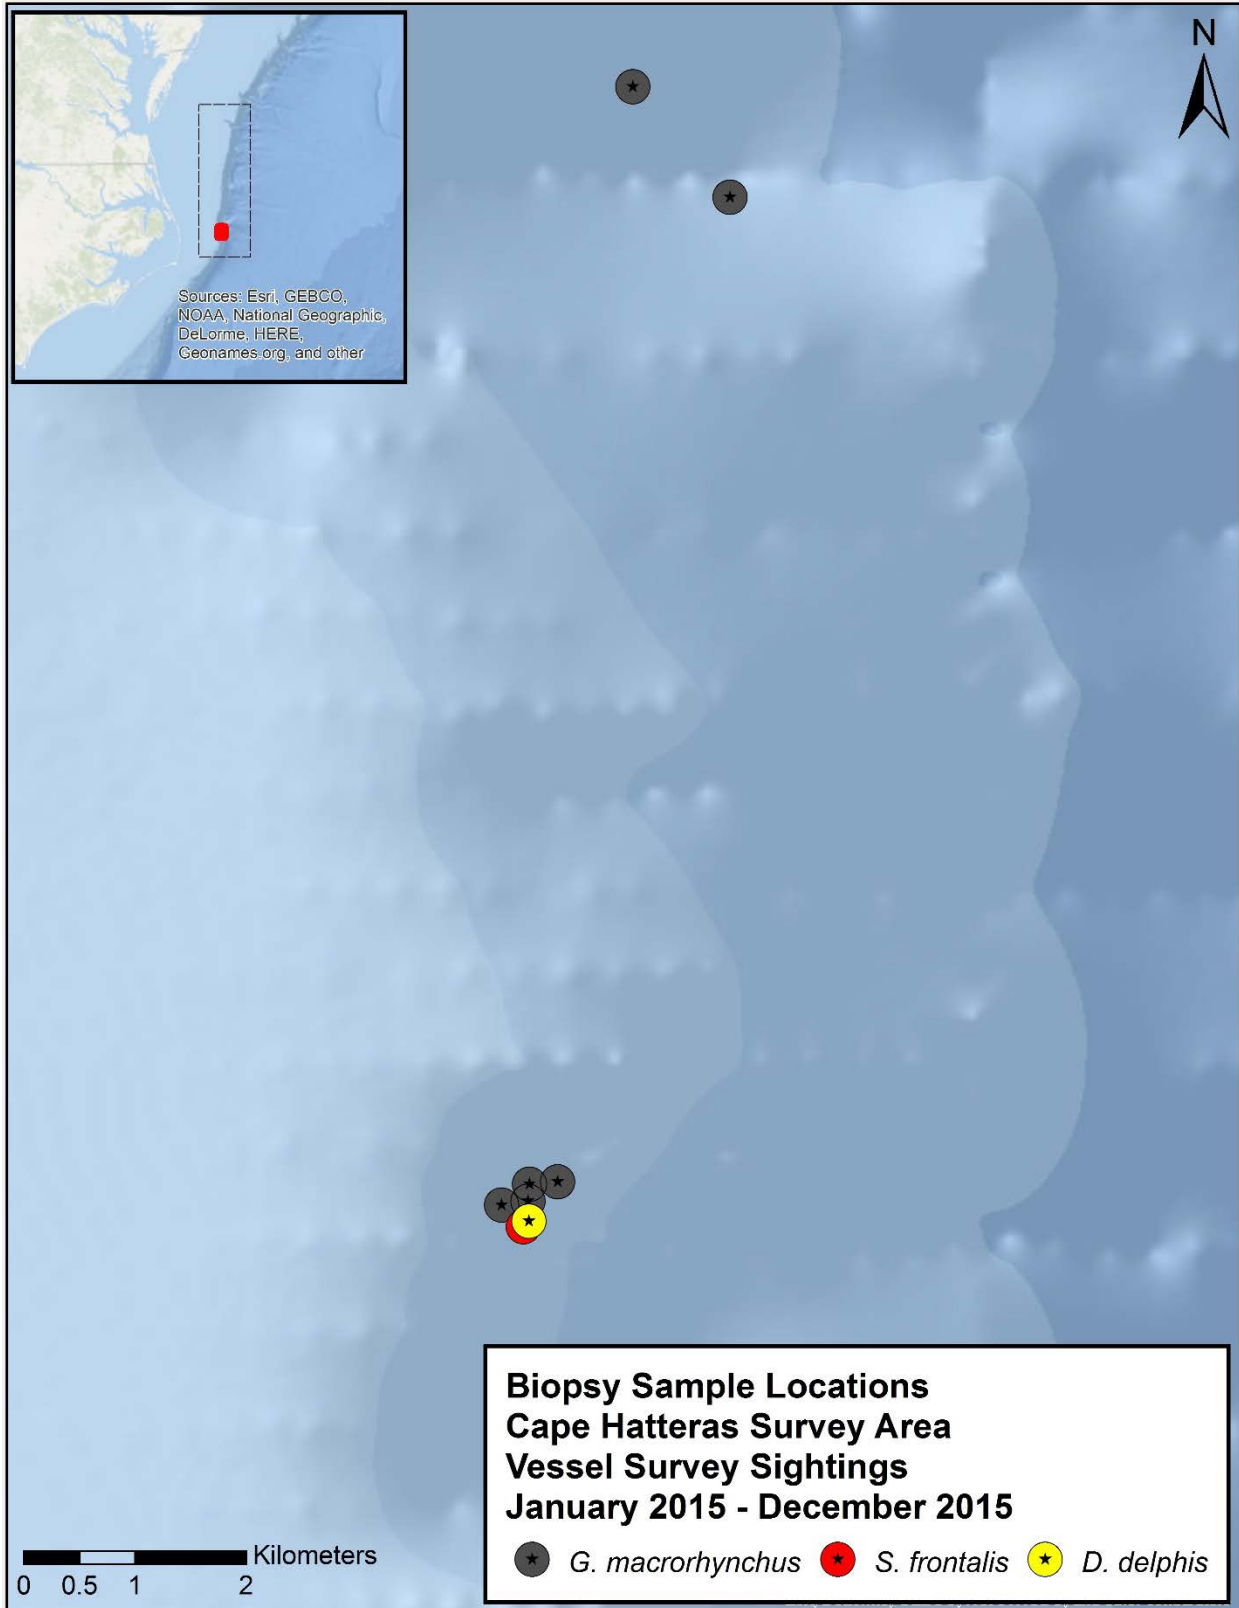 N
Sources: Esri, GEBCO,
NOAA, National Geographic,
DeLorme, HERE,
Geonames.org, and other
Biopsy Sample Locations
Cape Hatteras Survey Area
Vessel Survey Sightings
January 2015 - December 2015
G. macrorhynchus S. frontalis D. delphis
Kilometers
0 0.5 1 2